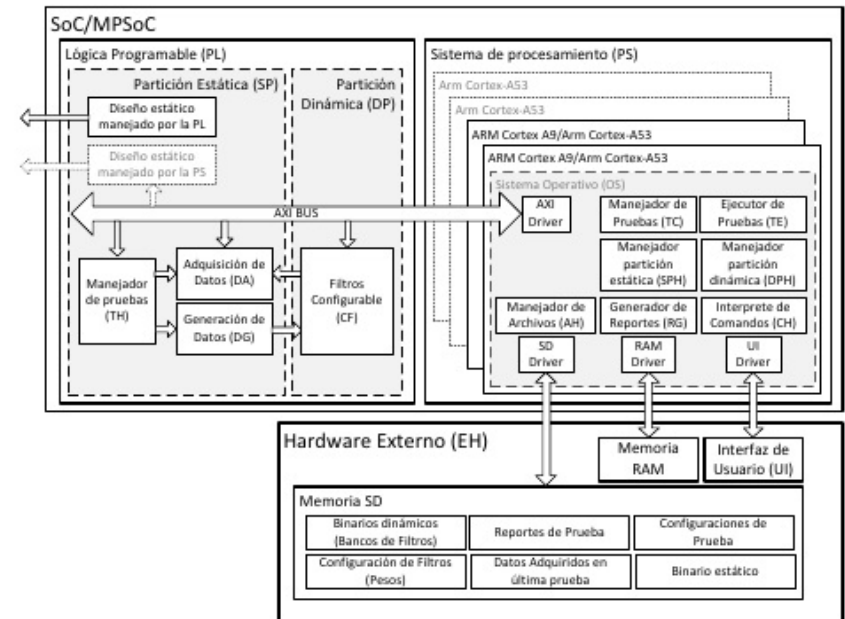 SoC/MPSoC
Lógica Programable (PL)
Partición Estática (SP)
Partición
Dinámica (DP)
Diseño estático
manejado por la PL
Diseño estático
manejado por la PS
AXI BUS
Manejador
de pruebas
(TH)
Adquisición de
Datos (DA)
Generación de
Datos (DG)
Filtros
Configurable
(CF)
Sistema de procesamiento (PS)
Arm Cortex-A53
Arm Cortex-A53
ARM Cortex A9/Arm Cortex-A53
ARM Cortex A9/Arm Cortex-A53
Sistema Operativo (OS)
AXI
Driver
Manejador de
Pruebas (TC)
Ejecutor de
Pruebas (TE)
Manejador
partición
estática (SPH)
Manejador
partición
dinámica (DPH)
Manejador de
Archivos (AH)
Generador de
Reportes (RG)
Interprete de
Comandos (CH)
SD
Driver
RAM
Driver
UI
Driver
Hardware Externo (EH)
Memoria
RAM
Interfaz de
Usuario (UI)
Memoria SD
Binarios dinámicos
(Bancos de Filtros)
Reportes de Prueba
Configuraciones de
Prueba
Configuración de Filtros
(Pesos)
Datos Adquiridos en
última prueba
Binario estático